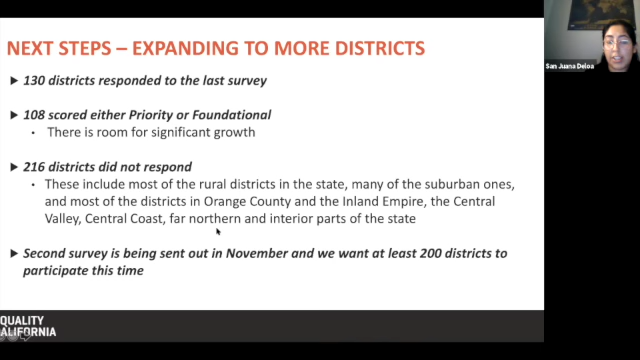 NEXT STEPS – EXPANDING TO MORE DISTRICTS
130 districts responded to the last survey
108 scored either Priority or Foundational
There is room for significant growth
216 districts did not respond
These include most of the rural districts in the state, many of the suburban ones,
and most of the districts in Orange County and the Inland Empire, the Central
Valley, Central Coast, far northern and interior parts of the state
Second survey is being sent out in November and we want at least 200 districts to
participate this time
QUALITY
ALIFORNIA
San Juana Deloa